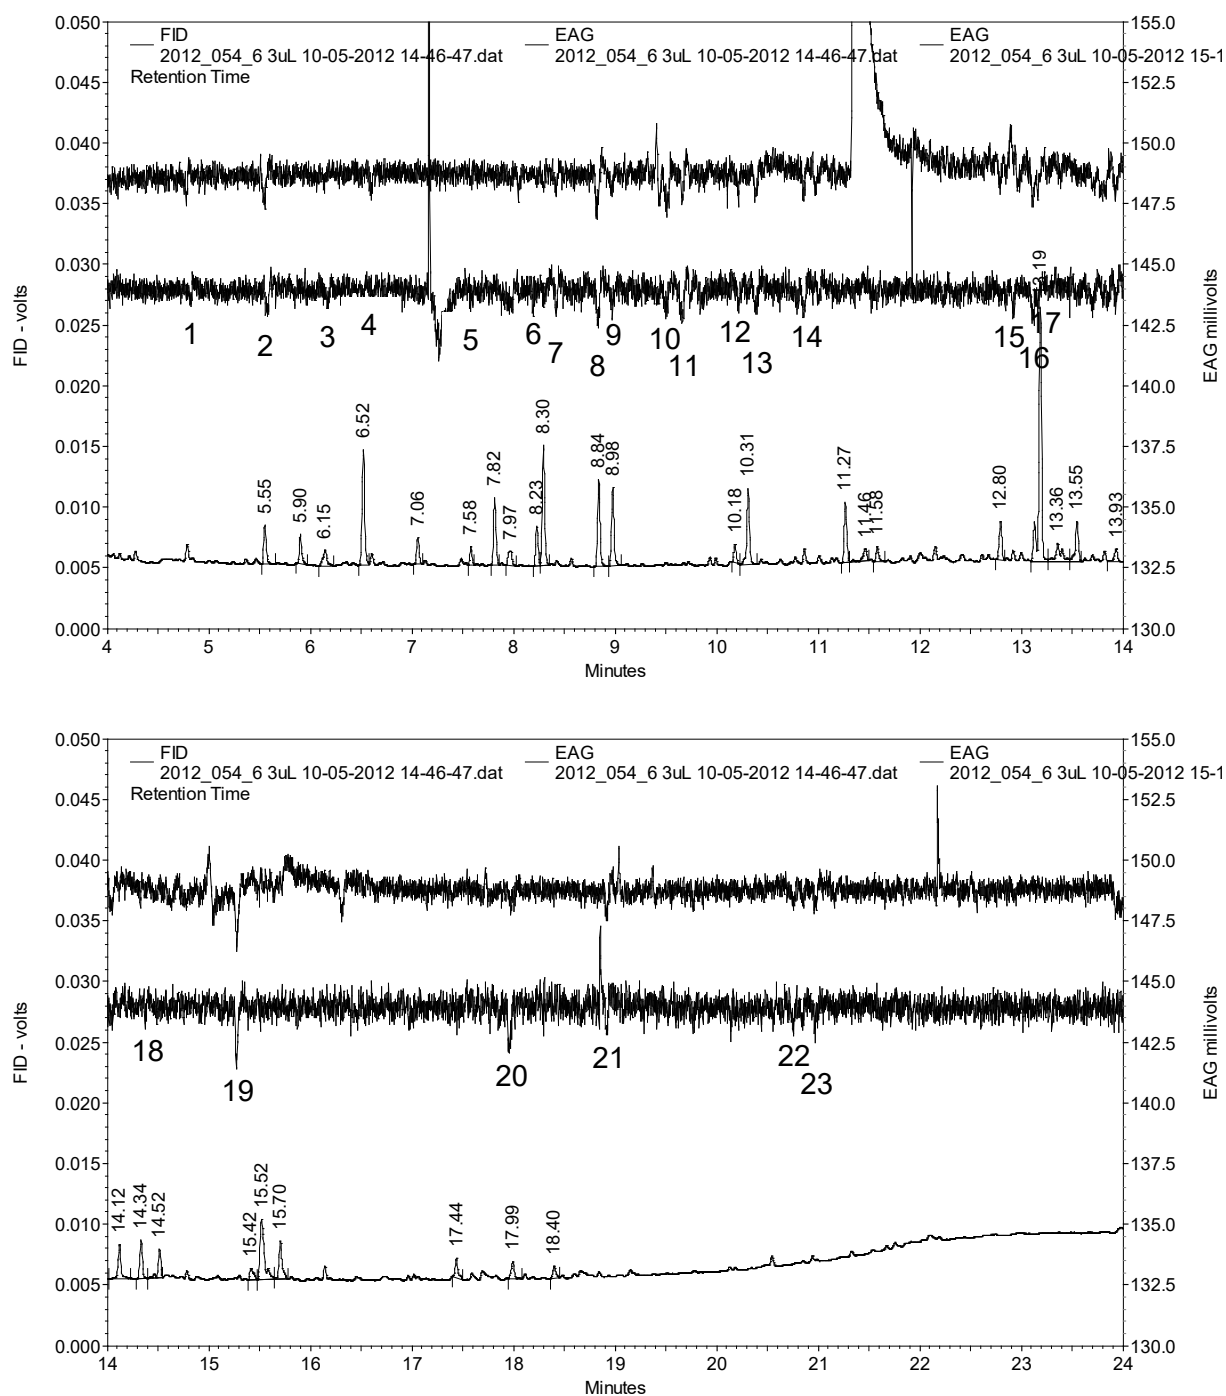 FID EAG EAG
2012_054_6 3uL 10-05-2012 14-46-47.dat 2012_054_6 3uL 10-05-2012 14-46-47.dat 2012_054_6 3uL 10-05-2012 15-1
Retention Time
0.050 155.0
0.045 152.5
0.040 150.0
0.035 147.5
0.030 145.0
0.025 142.5
0.020 140.0
0.015 137.5
0.010 135.0
0.005 132.5
0.000 130.0
FID - volts
EAG millivolts
1 2 3 4 5 6 7 8 9 10 11 12 13 14 15 16 7
5.55 5.90 6.15 6.52 7.06 7.58 7.82 7.97 8.23 8.30 8.84 8.98 10.18 10.31 11.27 11.46 11.58 12.80 3.19 13.36 13.55 13.93
4 5 6 7 8 9 10 11 12 13 14
Minutes
FID EAG EAG
2012_054_6 3uL 10-05-2012 14-46-47.dat 2012_054_6 3uL 10-05-2012 14-46-47.dat 2012_054_6 3uL 10-05-2012 15-1
Retention Time
0.050 155.0
0.045 152.5
0.040 150.0
0.035 147.5
0.030 145.0
0.025 142.5
0.020 140.0
0.015 137.5
0.010 135.0
0.005 132.5
0.000 130.0
FID - volts
EAG millivolts
18 19 20 21 22 23
14.12 14.34 14.52 15.42 15.52 15.70 17.44 17.99 18.40
14 15 16 17 18 19 20 21 22 23 24
Minutes